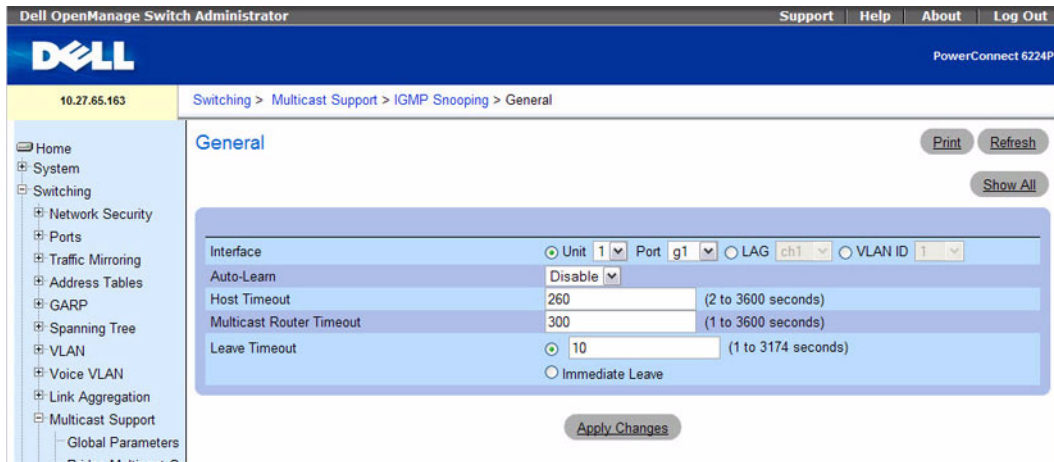 Dell OpenManage Switch Administrator
Support
Help
About
Log Out
DELL
PowerConnect 6224P
10.27.65.163
Switching > Multicast Support > IGMP Snooping > General
Home
System
Switching
Network Security
Ports
Traffic Mirroring
Address Tables
GARP
Spanning Tree
VLAN
Voice VLAN
Link Aggregation
Multicast Support
Global Parameters
General
Print
Refresh
Show All
Interface Unit 1 Port g1 LAG ch1 VLAN ID 1
Auto-Learn Disable
Host Timeout 260 (2 to 3600 seconds)
Multicast Router Timeout 300 (1 to 3600 seconds)
Leave Timeout 10 (1 to 3174 seconds)
Immediate Leave
Apply Changes